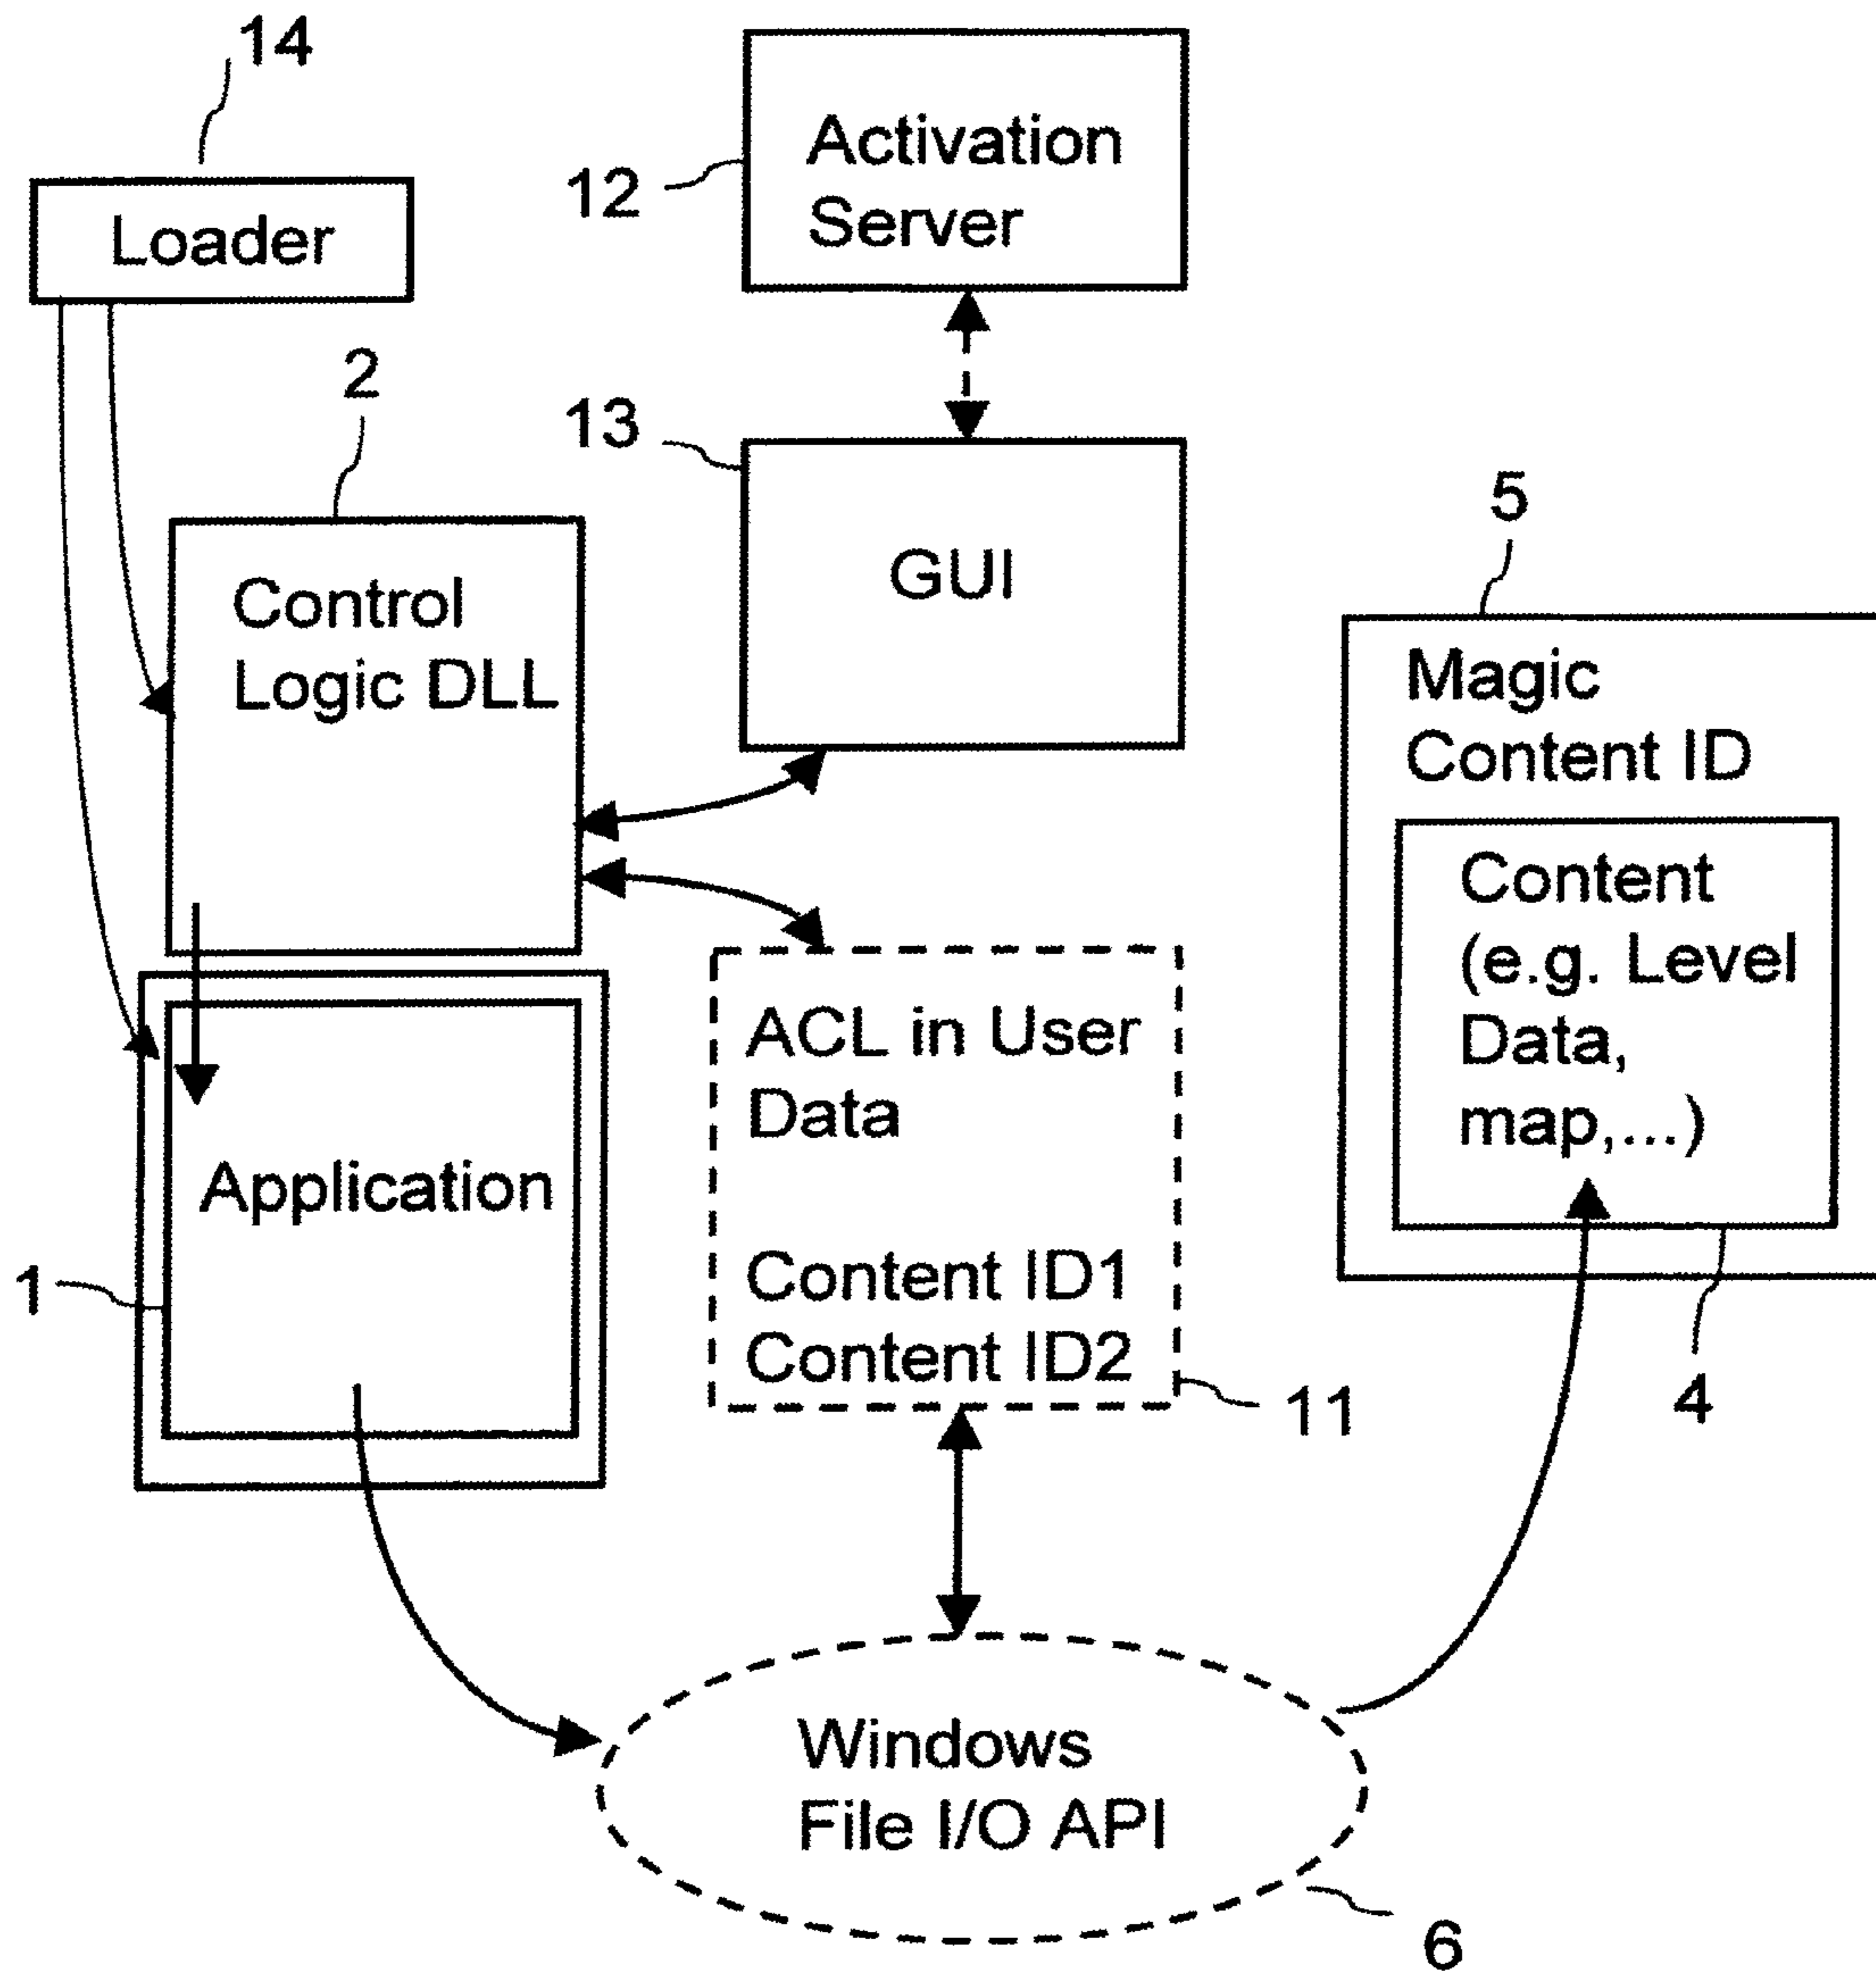 14
Loader
12
Activation
Server
2
13
GUI
Control
Logic DLL
5
Magic
Content ID
Content
(e.g. Level
Data,
map,...)
4
ACL in User
Data
Content ID1
Content ID2
11
Application
1
Windows
File I/O API
6